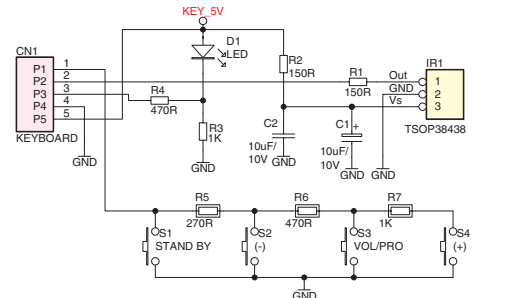 KEY_5V
CN1
P1 1
P2 2
P3 3
P4 4
P5 5
KEYBOARD
GND
D1
LED
R4
470R
R3
1K
GND
R2
150R
R1
150R
C2
10uF/
10V
GND
C1
+
10uF/
10V
GND
GND
IR1
Out
GND
Vs
1
2
3
TSOP38438
R5
270R
R6
470R
R7
1K
S1
STAND BY
S2
(-)
S3
VOL/PRO
S4
(+)
GND